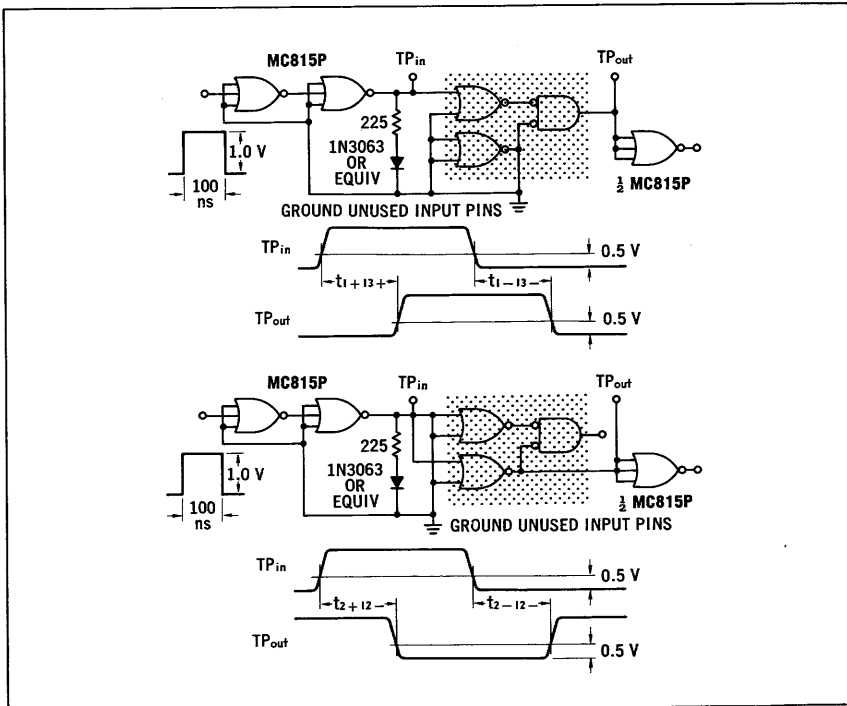 MC815P
TPin
TPout
225
1N3063
OR
EQUIV
1.0 V
100
ns
½ MC815P
GROUND UNUSED INPUT PINS
TPin
0.5 V
t1+13+
t1−13−
TPout
0.5 V
MC815P
TPin
TPout
225
1N3063
OR
EQUIV
1.0 V
100
ns
½ MC815P
GROUND UNUSED INPUT PINS
TPin
0.5 V
t2+12−
t2−12−
TPout
0.5 V